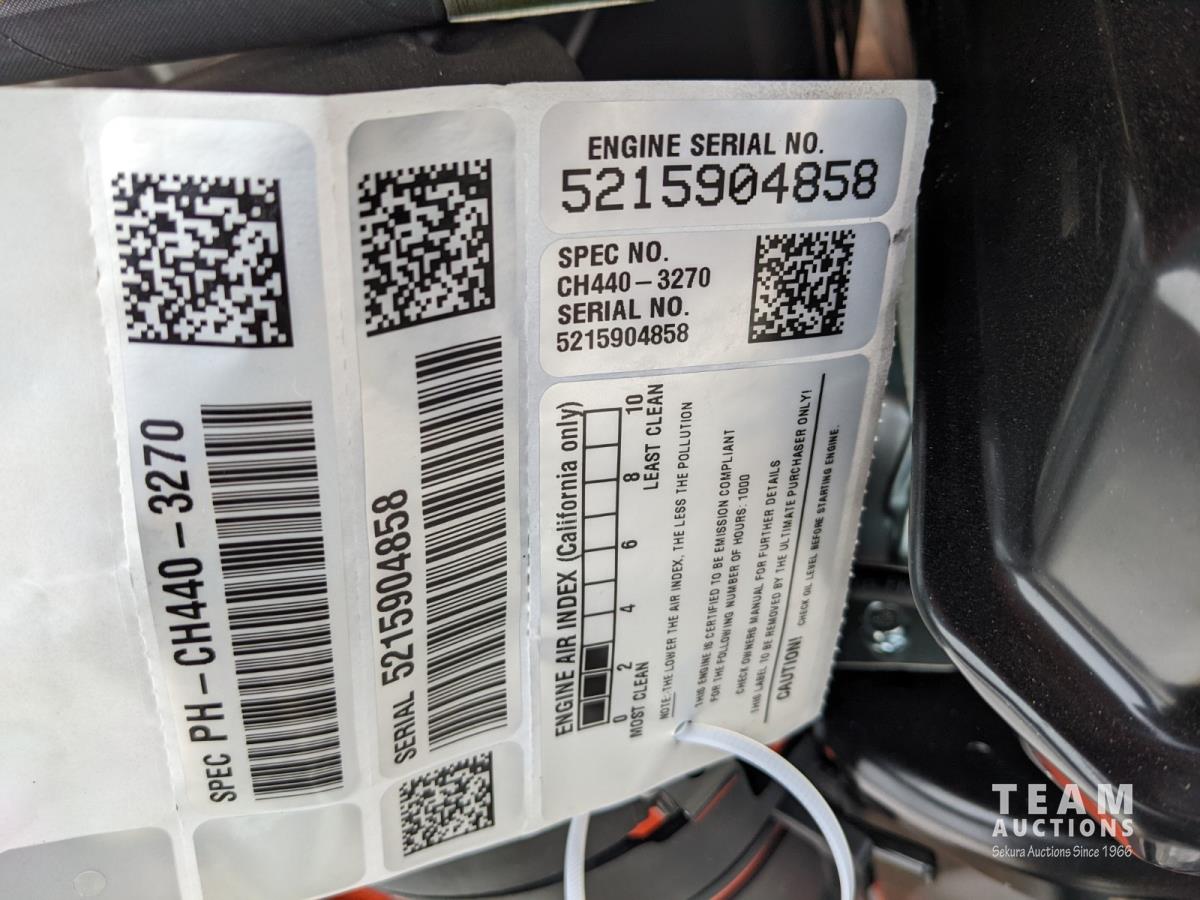 ENGINE SERIAL NO.
5215904858
SPEC NO.
CH440-3270
SERIAL NO.
5215904858
SPEC PH-CH440-3270
SERIAL 5215904858
ENGINE AIR INDEX (California only)
0 2 4 6 8 10
MOST CLEAN LEAST CLEAN
NOTE: THE LOWER THE AIR INDEX, THE LESS THE POLLUTION
THIS ENGINE IS CERTIFIED TO BE EMISSION COMPLIANT
FOR THE FOLLOWING NUMBER OF HOURS: 1000
CHECK OWNERS MANUAL FOR FURTHER DETAILS
THIS LABEL TO BE REMOVED BY THE ULTIMATE PURCHASER ONLY!
CAUTION! CHECK OIL LEVEL BEFORE STARTING ENGINE.
TEAM
AUCTIONS
Sekura Auctions Since 1966